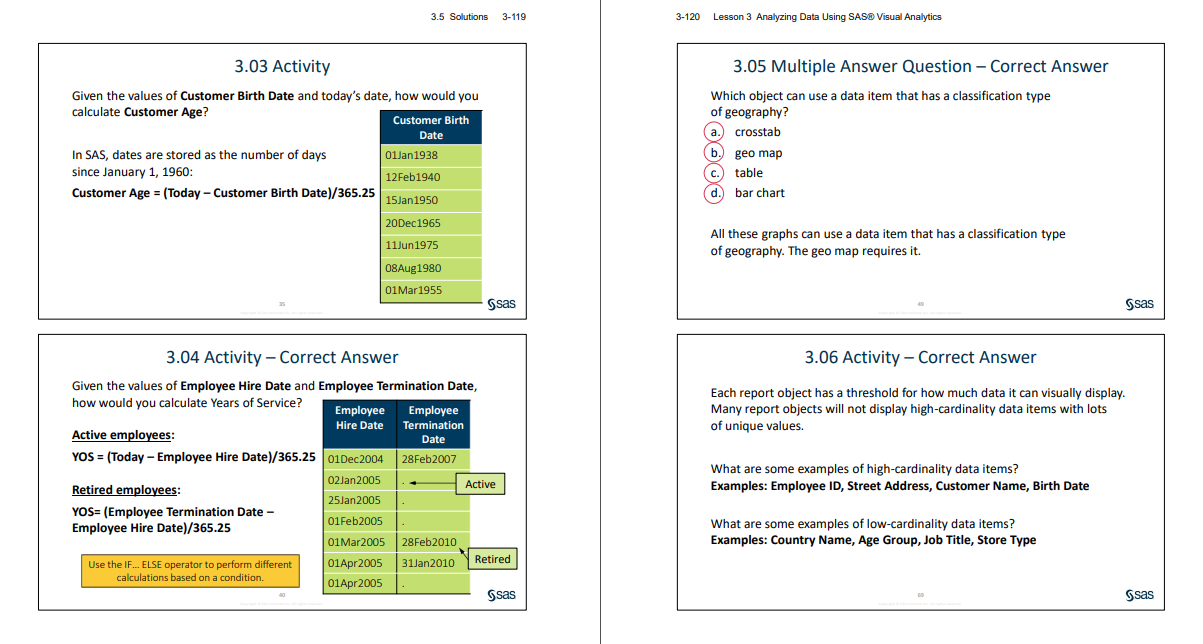 3.5 Solutions 3-119
3.03 Activity
Given the values of Customer Birth Date and today's date, how would you
calculate Customer Age?
In SAS, dates are stored as the number of days
since January 1, 1960:
Customer Age = (Today – Customer Birth Date)/365.25
Customer Birth
Date
01Jan1938
12Feb1940
15Jan1950
20Dec1965
11Jun1975
08Aug1980
01Mar1955
35
sas
3.04 Activity – Correct Answer
Given the values of Employee Hire Date and Employee Termination Date,
how would you calculate Years of Service?
Active employees:
YOS = (Today – Employee Hire Date)/365.25
Retired employees:
YOS= (Employee Termination Date –
Employee Hire Date)/365.25
Use the IF... ELSE operator to perform different
calculations based on a condition.
Employee
Hire Date
Employee
Termination
Date
01Dec2004 28Feb2007
02Jan2005 .
25Jan2005 .
01Feb2005 .
01Mar2005 28Feb2010
01Apr2005 31Jan2010
01Apr2005 .
Active
Retired
40
sas
3-120 Lesson 3 Analyzing Data Using SAS® Visual Analytics
3.05 Multiple Answer Question – Correct Answer
Which object can use a data item that has a classification type
of geography?
a. crosstab
b. geo map
c. table
d. bar chart
All these graphs can use a data item that has a classification type
of geography. The geo map requires it.
sas
3.06 Activity – Correct Answer
Each report object has a threshold for how much data it can visually display.
Many report objects will not display high-cardinality data items with lots
of unique values.
What are some examples of high-cardinality data items?
Examples: Employee ID, Street Address, Customer Name, Birth Date
What are some examples of low-cardinality data items?
Examples: Country Name, Age Group, Job Title, Store Type
sas